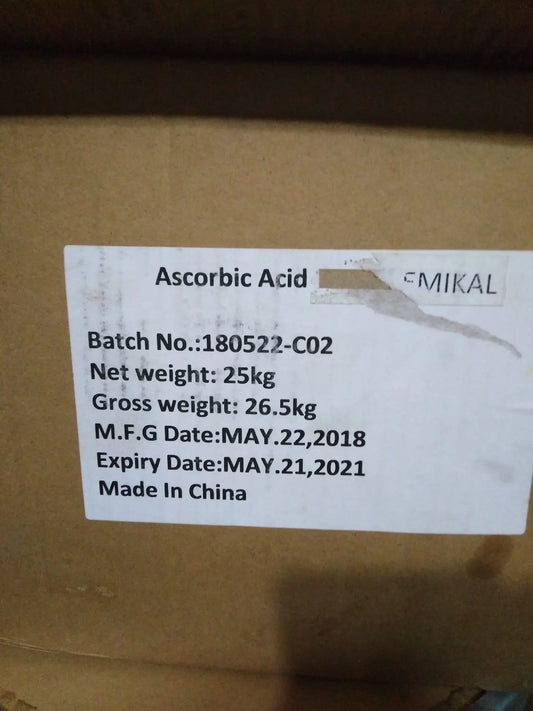 Ascorbic Acid
Batch No.:180522-C02
Net weight: 25kg
Gross weight: 26.5kg
M.F.G Date:MAY.22,2018
Expiry Date:MAY.21,2021
Made In China